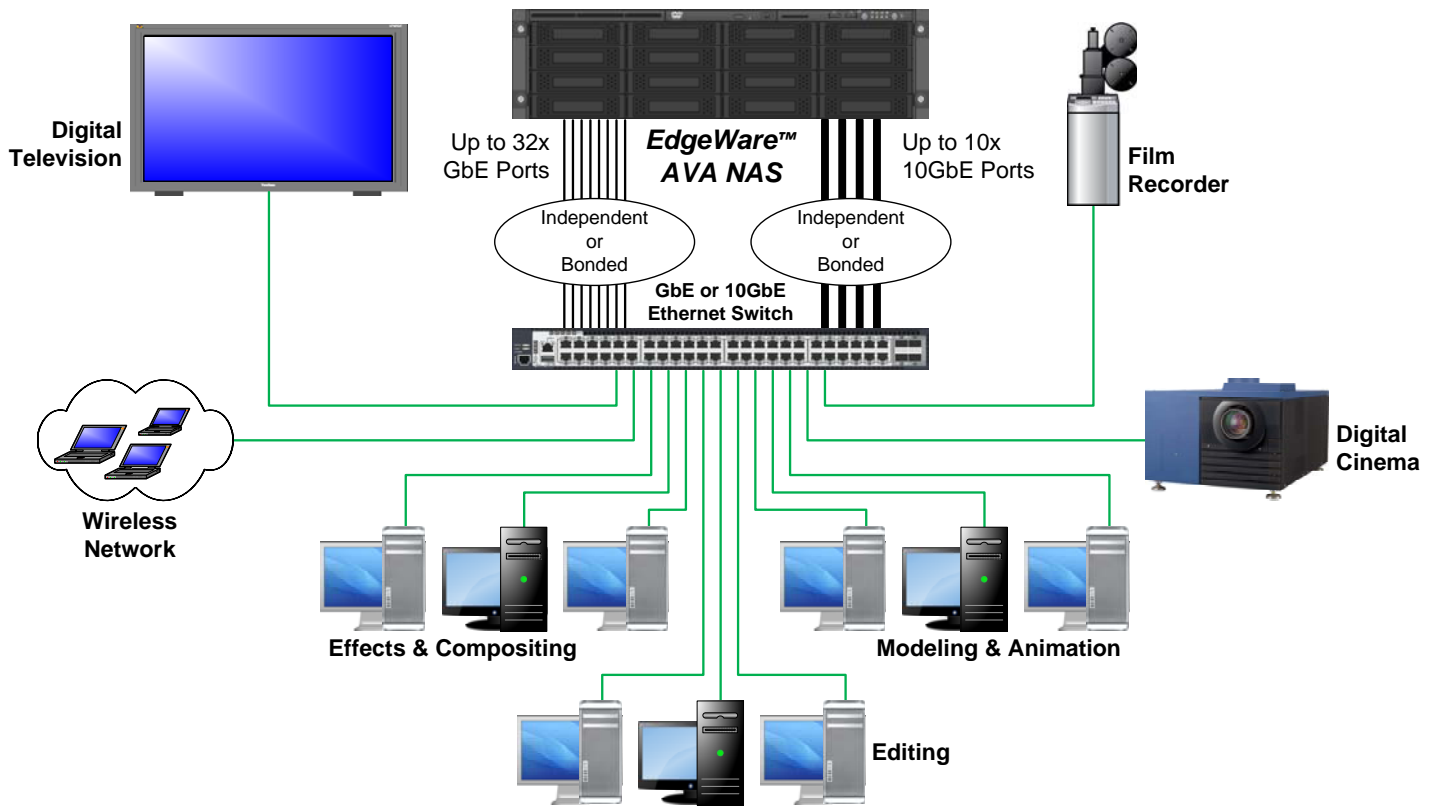 Digital
Television
Up to 32x
GbE Ports
EdgeWare™
AVA NAS
Up to 10x
10GbE Ports
Film
Recorder
Independent
or
Bonded
Independent
or
Bonded
GbE or 10GbE
Ethernet Switch
Wireless
Network
Digital
Cinema
Effects & Compositing
Modeling & Animation
Editing